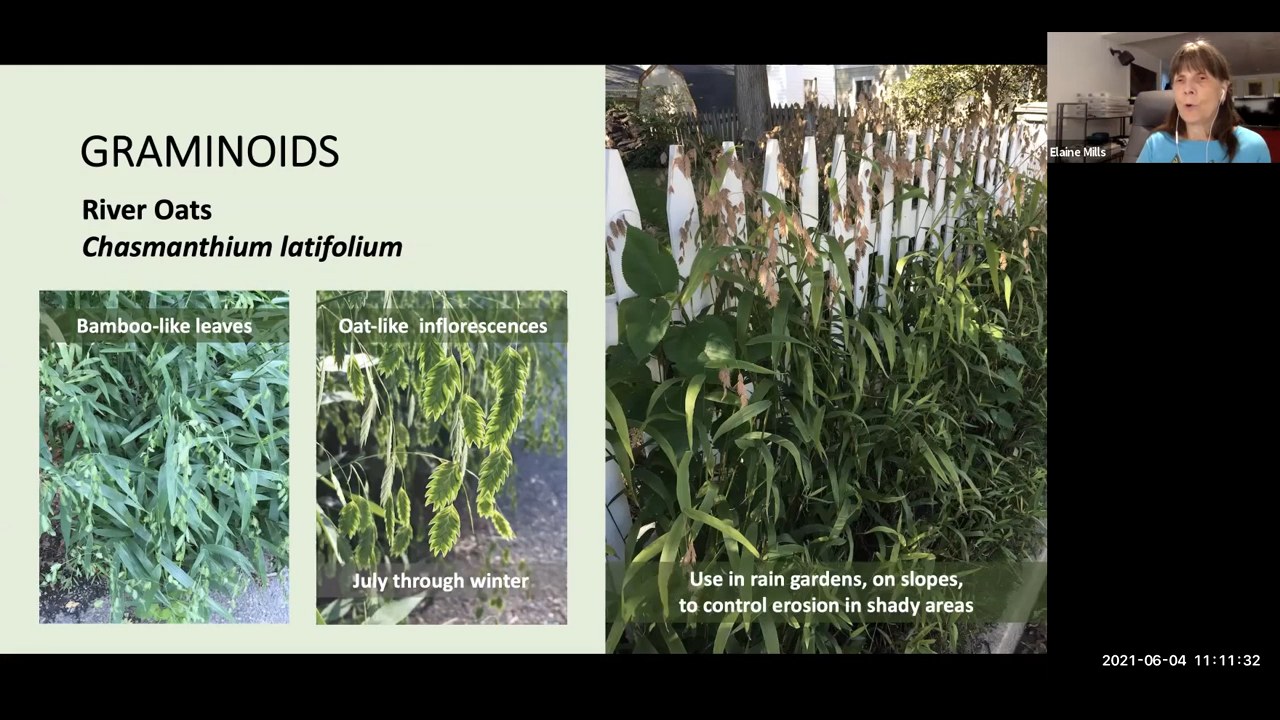 GRAMINOIDS
River Oats
Chasmanthium latifolium
Bamboo-like leaves
Oat-like inflorescences
July through winter
Use in rain gardens, on slopes,
to control erosion in shady areas
Elaine Mills
2021-06-04 11:11:32